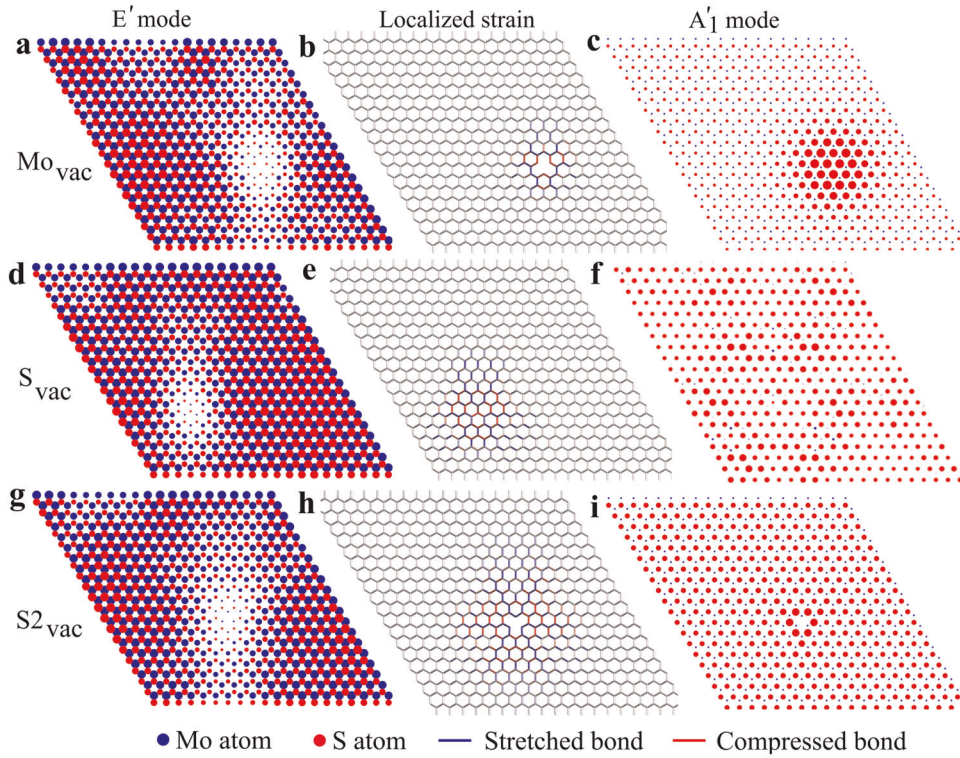 E′ mode Localized strain A′1 mode
a b c
Movac
d e f
Svac
g h i
S2vac
Mo atom S atom Stretched bond Compressed bond